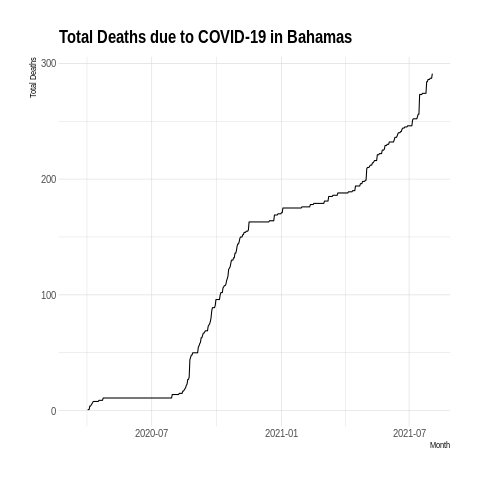 Total Deaths due to COVID-19 in Bahamas
Total Deaths
300
200
100
0
2020-07
2021-01
2021-07
Month